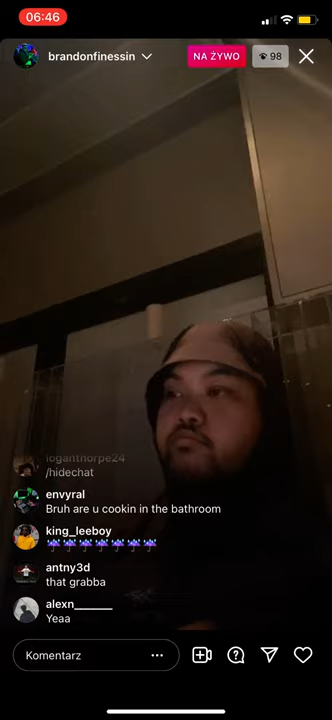 06:46
brandonfinessin
NA ŻYWO
98
loganthorpe24
/hidechat
envyral
Bruh are u cookin in the bathroom
king_leeboy
☔☔☔☔☔☔☔
antny3d
that grabba
alexn_______
Yeaa
Komentarz